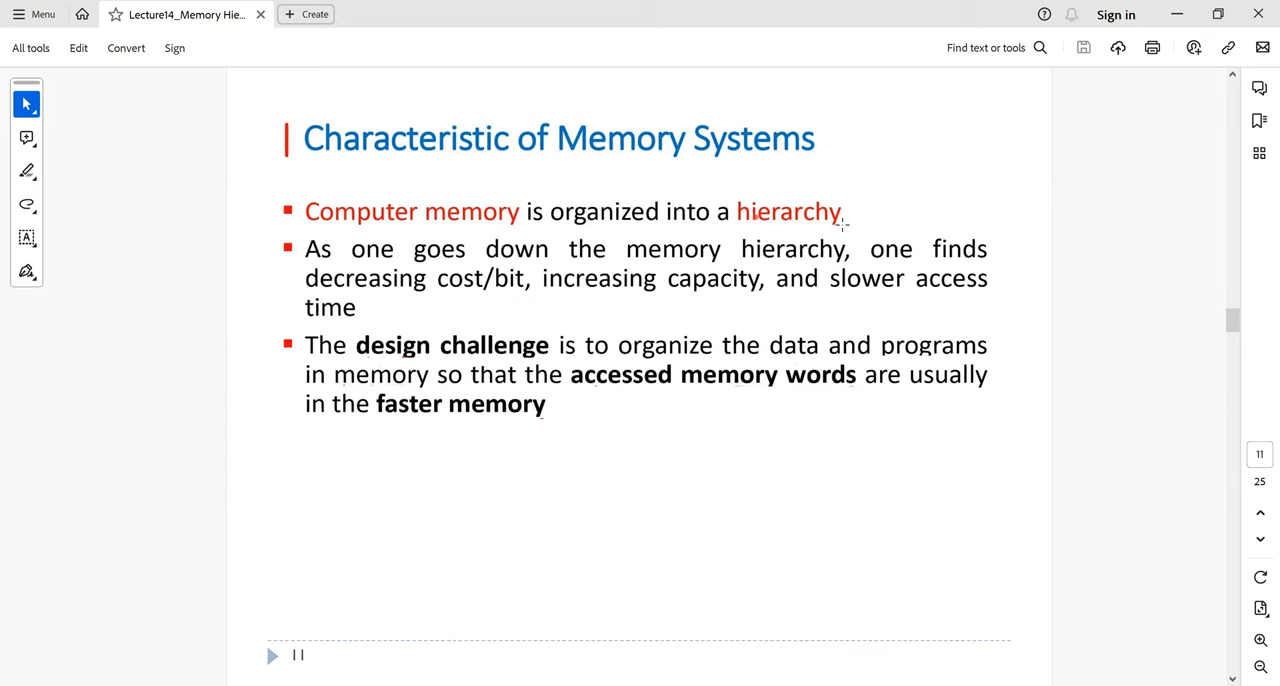 Menu
Lecture14_Memory Hie...
Create
Sign in
All tools
Edit
Convert
Sign
Find text or tools
Characteristic of Memory Systems
Computer memory is organized into a hierarchy
As one goes down the memory hierarchy, one finds
decreasing cost/bit, increasing capacity, and slower access
time
The design challenge is to organize the data and programs
in memory so that the accessed memory words are usually
in the faster memory
11
11
25